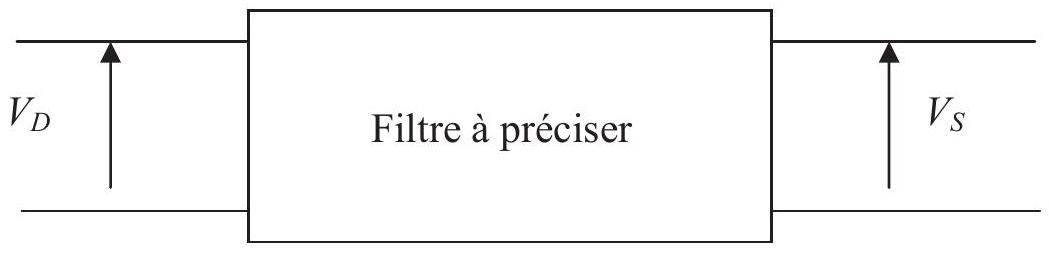 V_D
Filtre à préciser
V_S